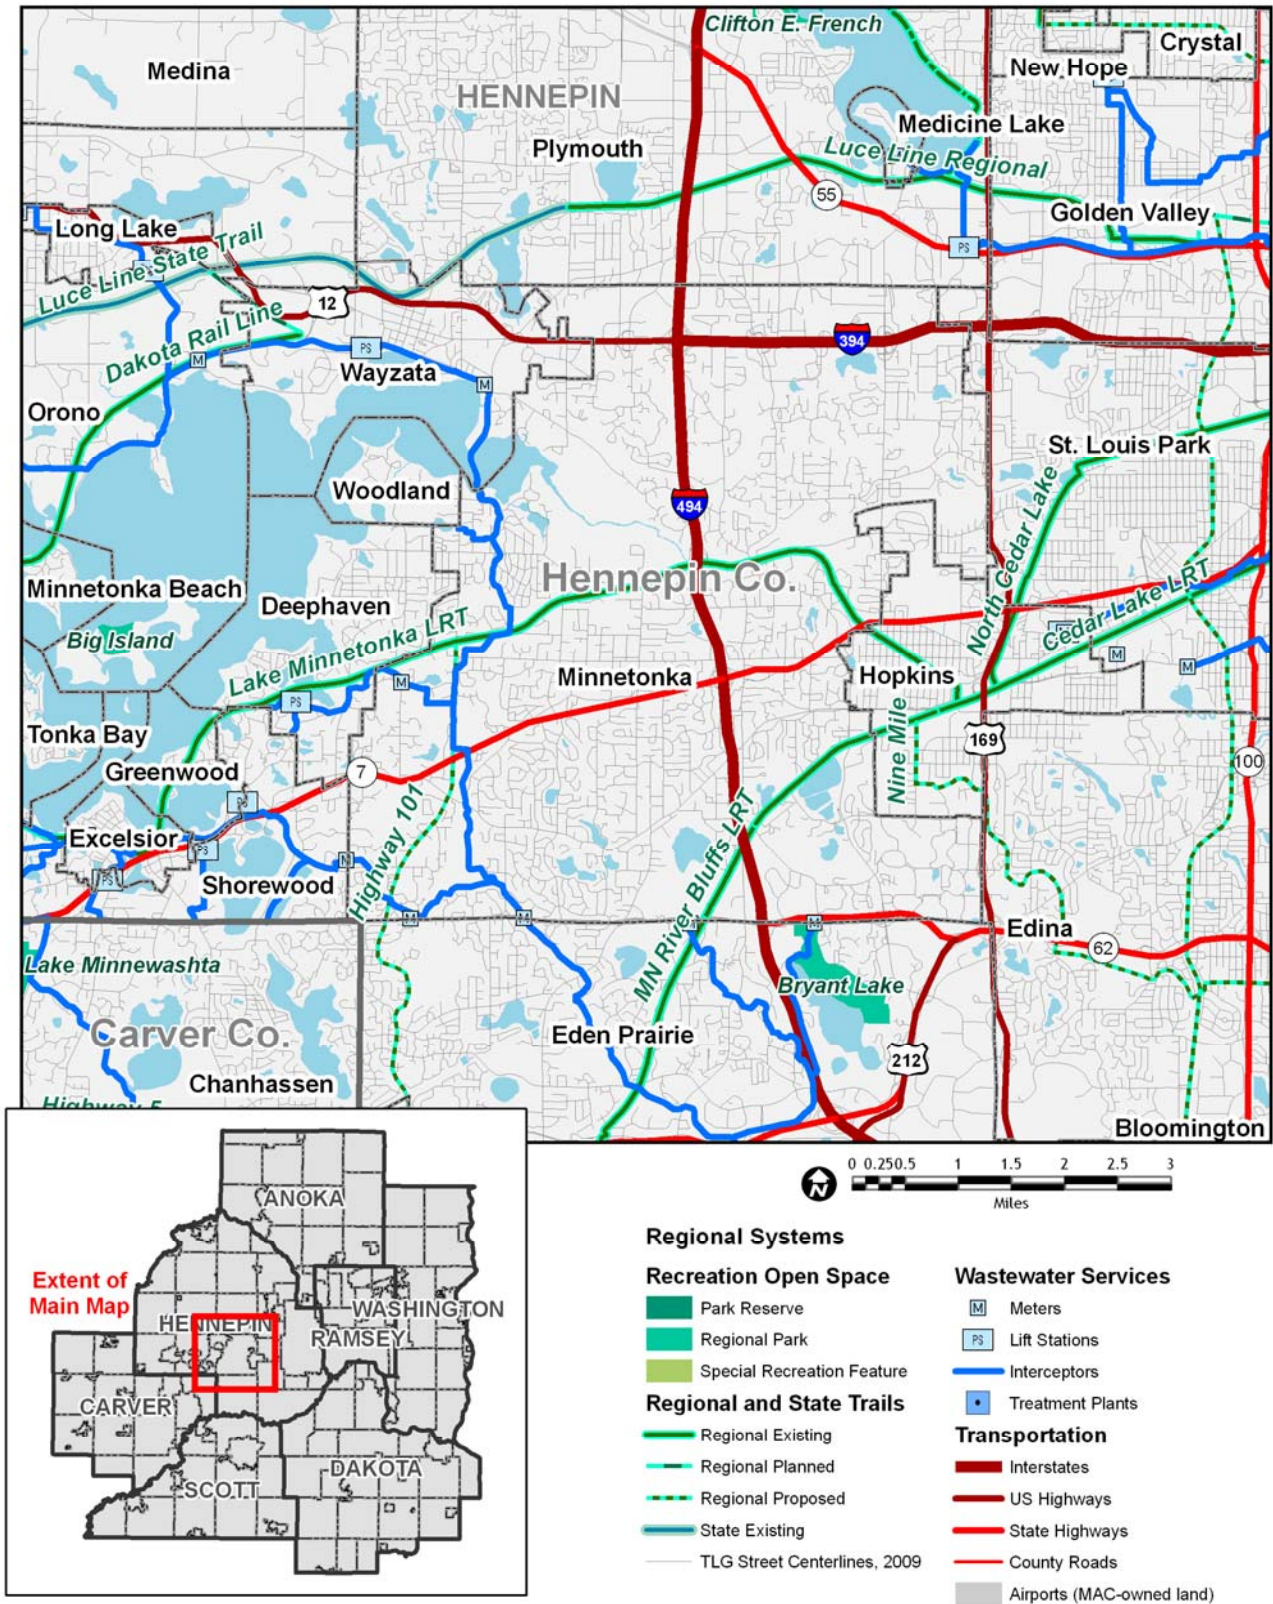 Clifton E. French
Crystal
Medina
New Hope
HENNEPIN
Medicine Lake
Plymouth
Luce Line Regional
55
Golden Valley
Long Lake
PS
Luce Line State Trail
12
Dakota Rail Line
394
PS
M
Wayzata
M
Orono
St. Louis Park
Woodland
494
North Cedar Lake
Hennepin Co.
Minnetonka Beach
Deephaven
Cedar Lake LRT
Big Island
Lake Minnetonka LRT
M
M
Minnetonka
Hopkins
M
PS
Nine Mile
Tonka Bay
169
Greenwood
7
100
PS
Highway 101
MN River Bluffs LRT
Excelsior
PS
M
PS
Shorewood
M
M
M
M
Edina
62
Lake Minnewashta
Bryant Lake
Carver Co.
Eden Prairie
212
Chanhassen
Highway 5
Bloomington
0 0.25 0.5 1 1.5 2 2.5 3
Miles
N
ANOKA
Extent of
Main Map
HENNEPIN
WASHINGTON
RAMSEY
CARVER
DAKOTA
SCOTT
Regional Systems
Recreation Open Space
Park Reserve
Regional Park
Special Recreation Feature
Regional and State Trails
Regional Existing
Regional Planned
Regional Proposed
State Existing
TLG Street Centerlines, 2009
Wastewater Services
M Meters
PS Lift Stations
Interceptors
Treatment Plants
Transportation
Interstates
US Highways
State Highways
County Roads
Airports (MAC-owned land)